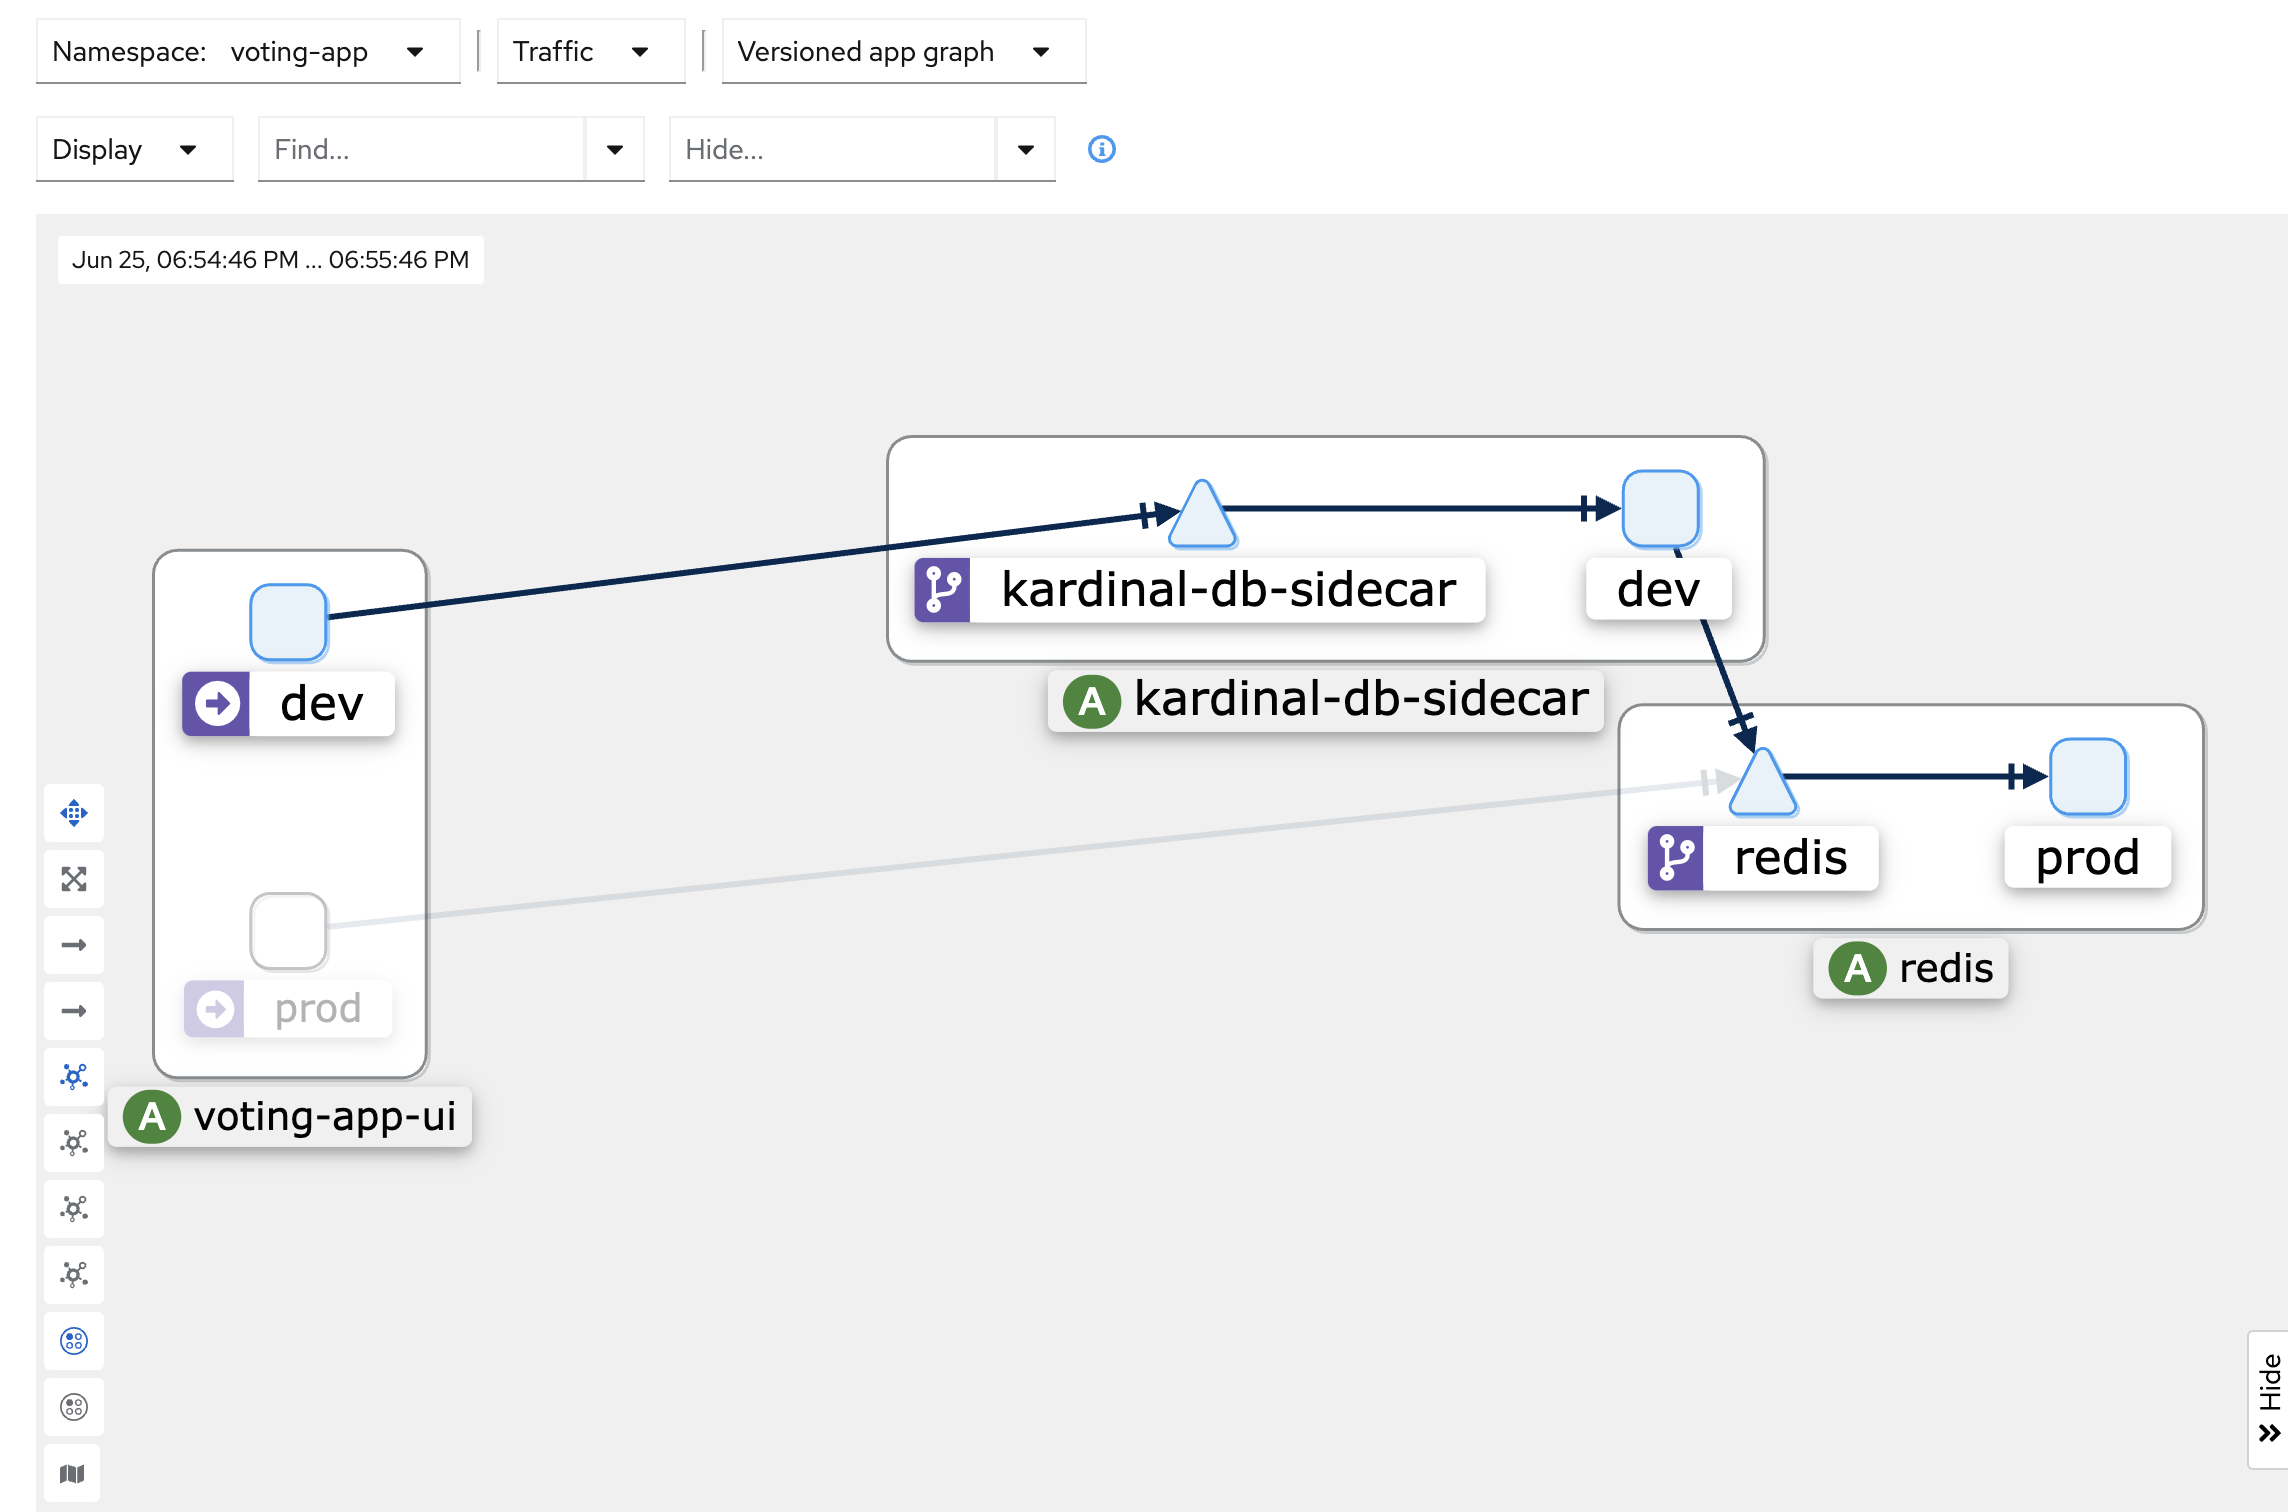 Namespace: voting-app
Traffic
Versioned app graph
Display
Find...
Hide...
Jun 25, 06:54:46 PM ... 06:55:46 PM
kardinal-db-sidecar
dev
A kardinal-db-sidecar
dev
redis
prod
A redis
prod
A voting-app-ui
Hide